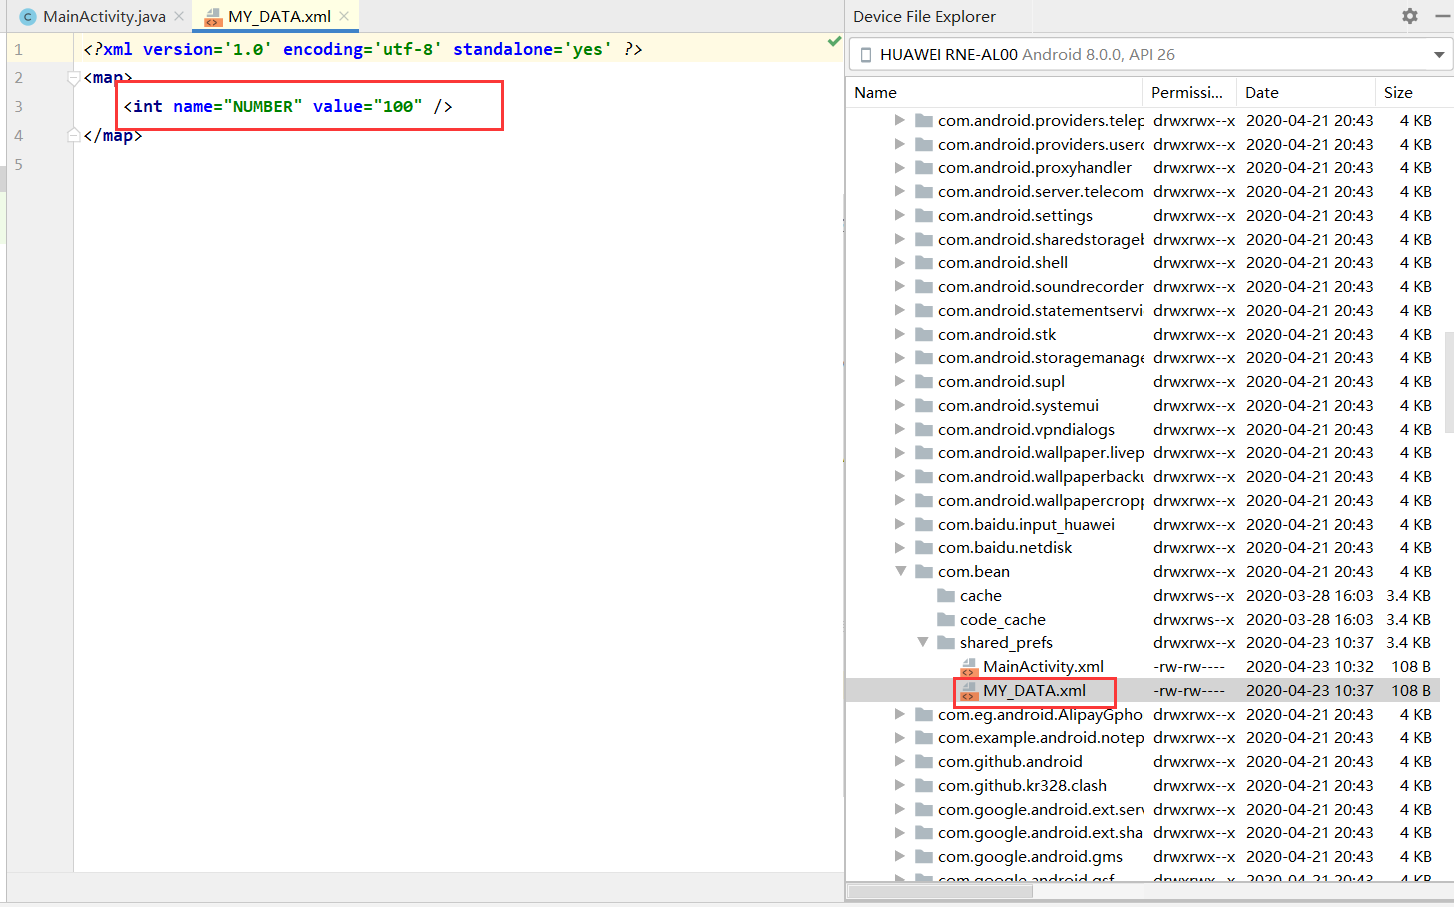 MainActivity.java
MY_DATA.xml
1 <?xml version='1.0' encoding='utf-8' standalone='yes' ?>
2 <map>
3 <int name="NUMBER" value="100" />
4 </map>
5
Device File Explorer
HUAWEI RNE-AL00 Android 8.0.0, API 26
Name Permissi... Date Size
com.android.providers.telep drwxrwx--x 2020-04-21 20:43 4 KB
com.android.providers.userd drwxrwx--x 2020-04-21 20:43 4 KB
com.android.proxyhandler drwxrwx--x 2020-04-21 20:43 4 KB
com.android.server.telecom drwxrwx--x 2020-04-21 20:43 4 KB
com.android.settings drwxrwx--x 2020-04-21 20:43 4 KB
com.android.sharedstorageb drwxrwx--x 2020-04-21 20:43 4 KB
com.android.shell drwxrwx--x 2020-04-21 20:43 4 KB
com.android.soundrecorder drwxrwx--x 2020-04-21 20:43 4 KB
com.android.statementservi drwxrwx--x 2020-04-21 20:43 4 KB
com.android.stk drwxrwx--x 2020-04-21 20:43 4 KB
com.android.storagemanage drwxrwx--x 2020-04-21 20:43 4 KB
com.android.supl drwxrwx--x 2020-04-21 20:43 4 KB
com.android.systemui drwxrwx--x 2020-04-21 20:43 4 KB
com.android.vpndialogs drwxrwx--x 2020-04-21 20:43 4 KB
com.android.wallpaper.livep drwxrwx--x 2020-04-21 20:43 4 KB
com.android.wallpaperbacku drwxrwx--x 2020-04-21 20:43 4 KB
com.android.wallpapercropp drwxrwx--x 2020-04-21 20:43 4 KB
com.baidu.input_huawei drwxrwx--x 2020-04-21 20:43 4 KB
com.baidu.netdisk drwxrwx--x 2020-04-21 20:43 4 KB
com.bean drwxrwx--x 2020-04-21 20:43 4 KB
cache drwxrws--x 2020-03-28 16:03 3.4 KB
code_cache drwxrws--x 2020-03-28 16:03 3.4 KB
shared_prefs drwxrwx--x 2020-04-23 10:37 3.4 KB
MainActivity.xml -rw-rw---- 2020-04-23 10:32 108 B
MY_DATA.xml -rw-rw---- 2020-04-23 10:37 108 B
com.eg.android.AlipayGpho drwxrwx--x 2020-04-21 20:43 4 KB
com.example.android.notep drwxrwx--x 2020-04-21 20:43 4 KB
com.github.android drwxrwx--x 2020-04-21 20:43 4 KB
com.github.kr328.clash drwxrwx--x 2020-04-21 20:43 4 KB
com.google.android.ext.serv drwxrwx--x 2020-04-21 20:43 4 KB
com.google.android.ext.sha drwxrwx--x 2020-04-21 20:43 4 KB
com.google.android.gms drwxrwx--x 2020-04-21 20:43 4 KB
com.google.android.gsf drwxrwx--x 2020-04-21 20:43 4 KB